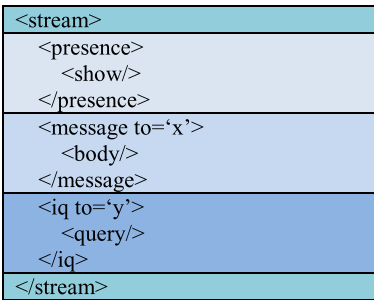 <stream>
<presence>
<show/>
</presence>
<message to=‘x’>
<body/>
</message>
<iq to=‘y’>
<query/>
</iq>
</stream>